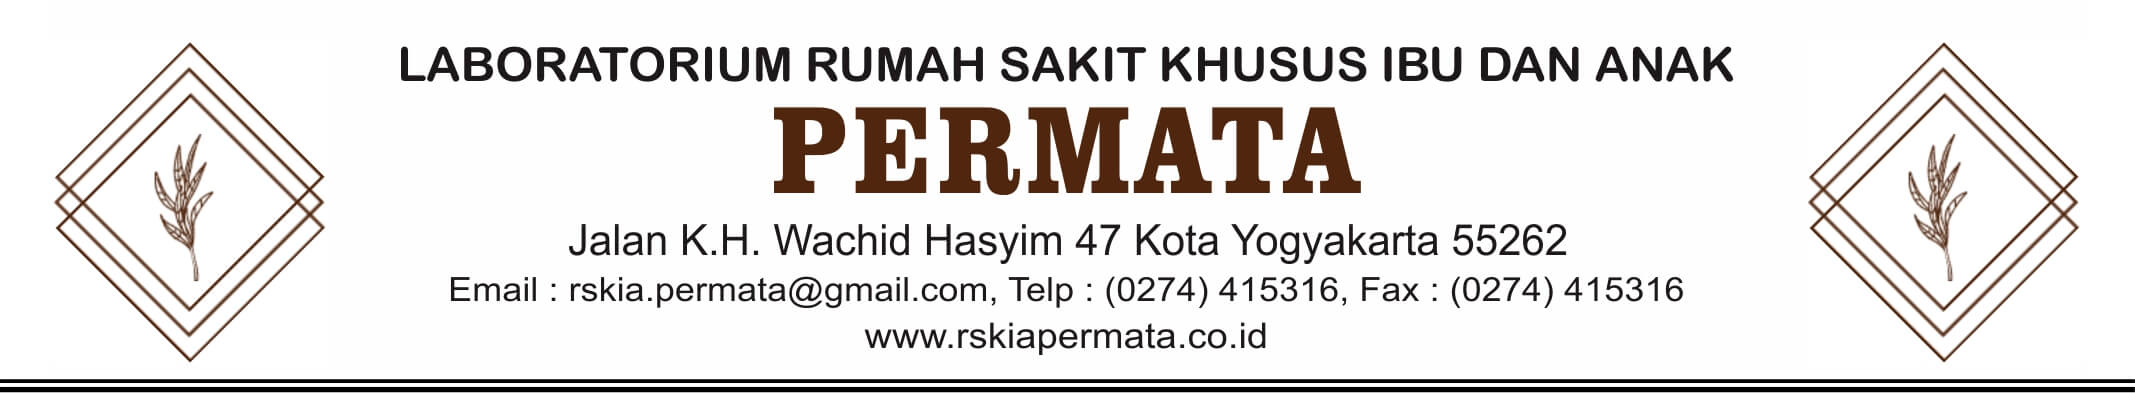 LABORATORIUM RUMAH SAKIT KHUSUS IBU DAN ANAK
PERMATA
Jalan K.H. Wachid Hasyim 47 Kota Yogyakarta 55262
Email : rskia.permata@gmail.com, Telp : (0274) 415316, Fax : (0274) 415316
www.rskiapermata.co.id